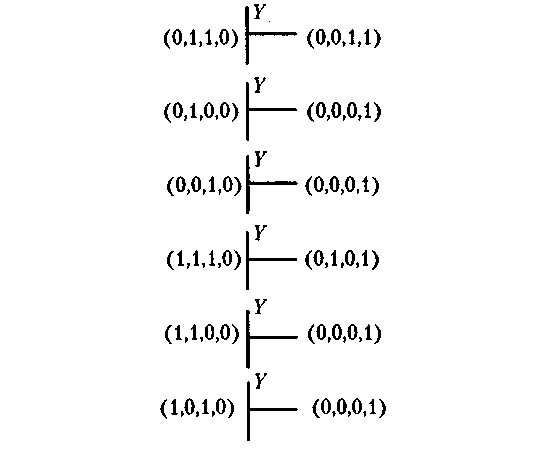 Y
(0,1,1,0) (0,0,1,1)
Y
(0,1,0,0) (0,0,0,1)
Y
(0,0,1,0) (0,0,0,1)
Y
(1,1,1,0) (0,1,0,1)
Y
(1,1,0,0) (0,0,0,1)
Y
(1,0,1,0) (0,0,0,1)